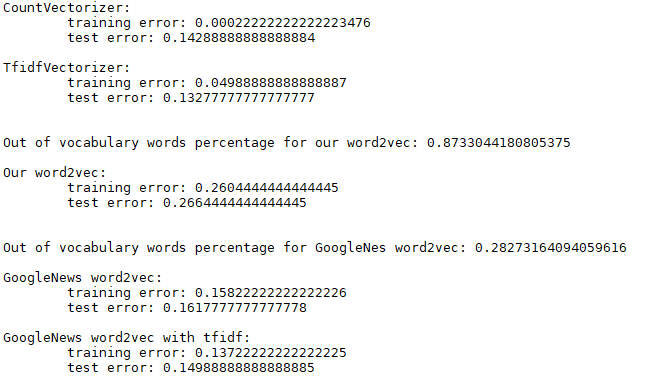 CountVectorizer:
training error: 0.00022222222222223476
test error: 0.14288888888888884
TfidfVectorizer:
training error: 0.04988888888888887
test error: 0.13277777777777777
Out of vocabulary words percentage for our word2vec: 0.8733044180805375
Our word2vec:
training error: 0.2604444444444445
test error: 0.2664444444444445
Out of vocabulary words percentage for GoogleNes word2vec: 0.28273164094059616
GoogleNews word2vec:
training error: 0.15822222222222226
test error: 0.1617777777777778
GoogleNews word2vec with tfidf:
training error: 0.13722222222222225
test error: 0.14988888888888885